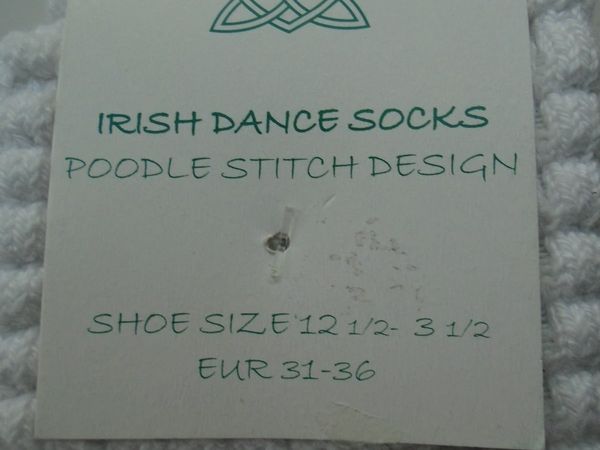 IRISH DANCE SOCKS
POODLE STITCH DESIGN
SHOE SIZE 12 1/2- 3 1/2
EUR 31-36